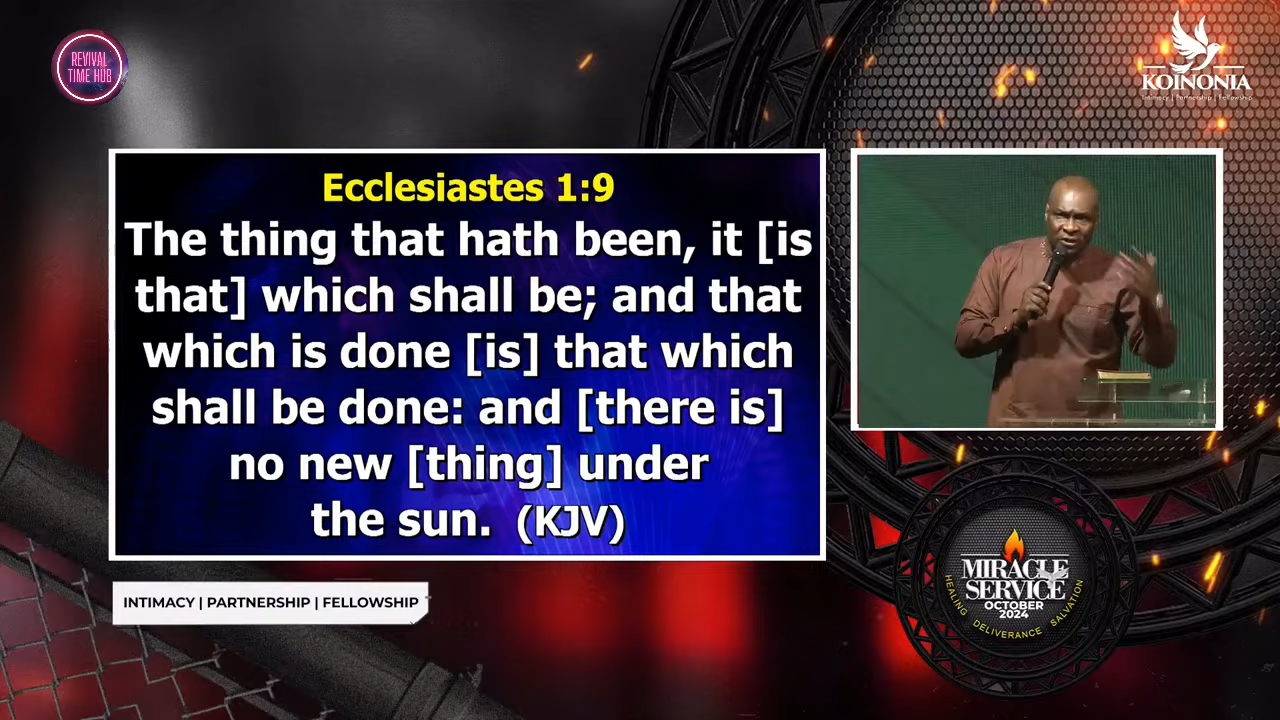 REVIVAL
TIME HUB
KOINONIA
Intimacy | Partnership | Fellowship
Ecclesiastes 1:9
The thing that hath been, it [is
that] which shall be; and that
which is done [is] that which
shall be done: and [there is]
no new [thing] under
the sun. (KJV)
INTIMACY | PARTNERSHIP | FELLOWSHIP
MIRACLE
SERVICE
OCTOBER
2024
HEALING DELIVERANCE SALVATION